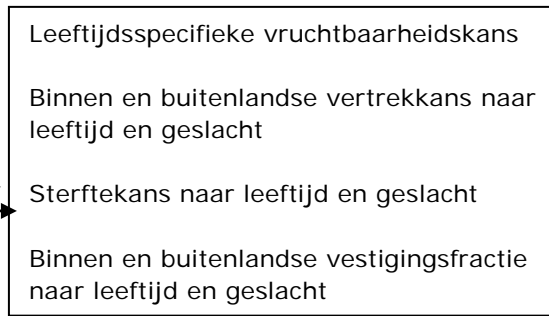 Leeftijdsspecifieke vruchtbaarheidskans
Binnen en buitenlandse vertrekkans naar
leeftijd en geslacht
Sterftekans naar leeftijd en geslacht
Binnen en buitenlandse vestigingsfractie
naar leeftijd en geslacht